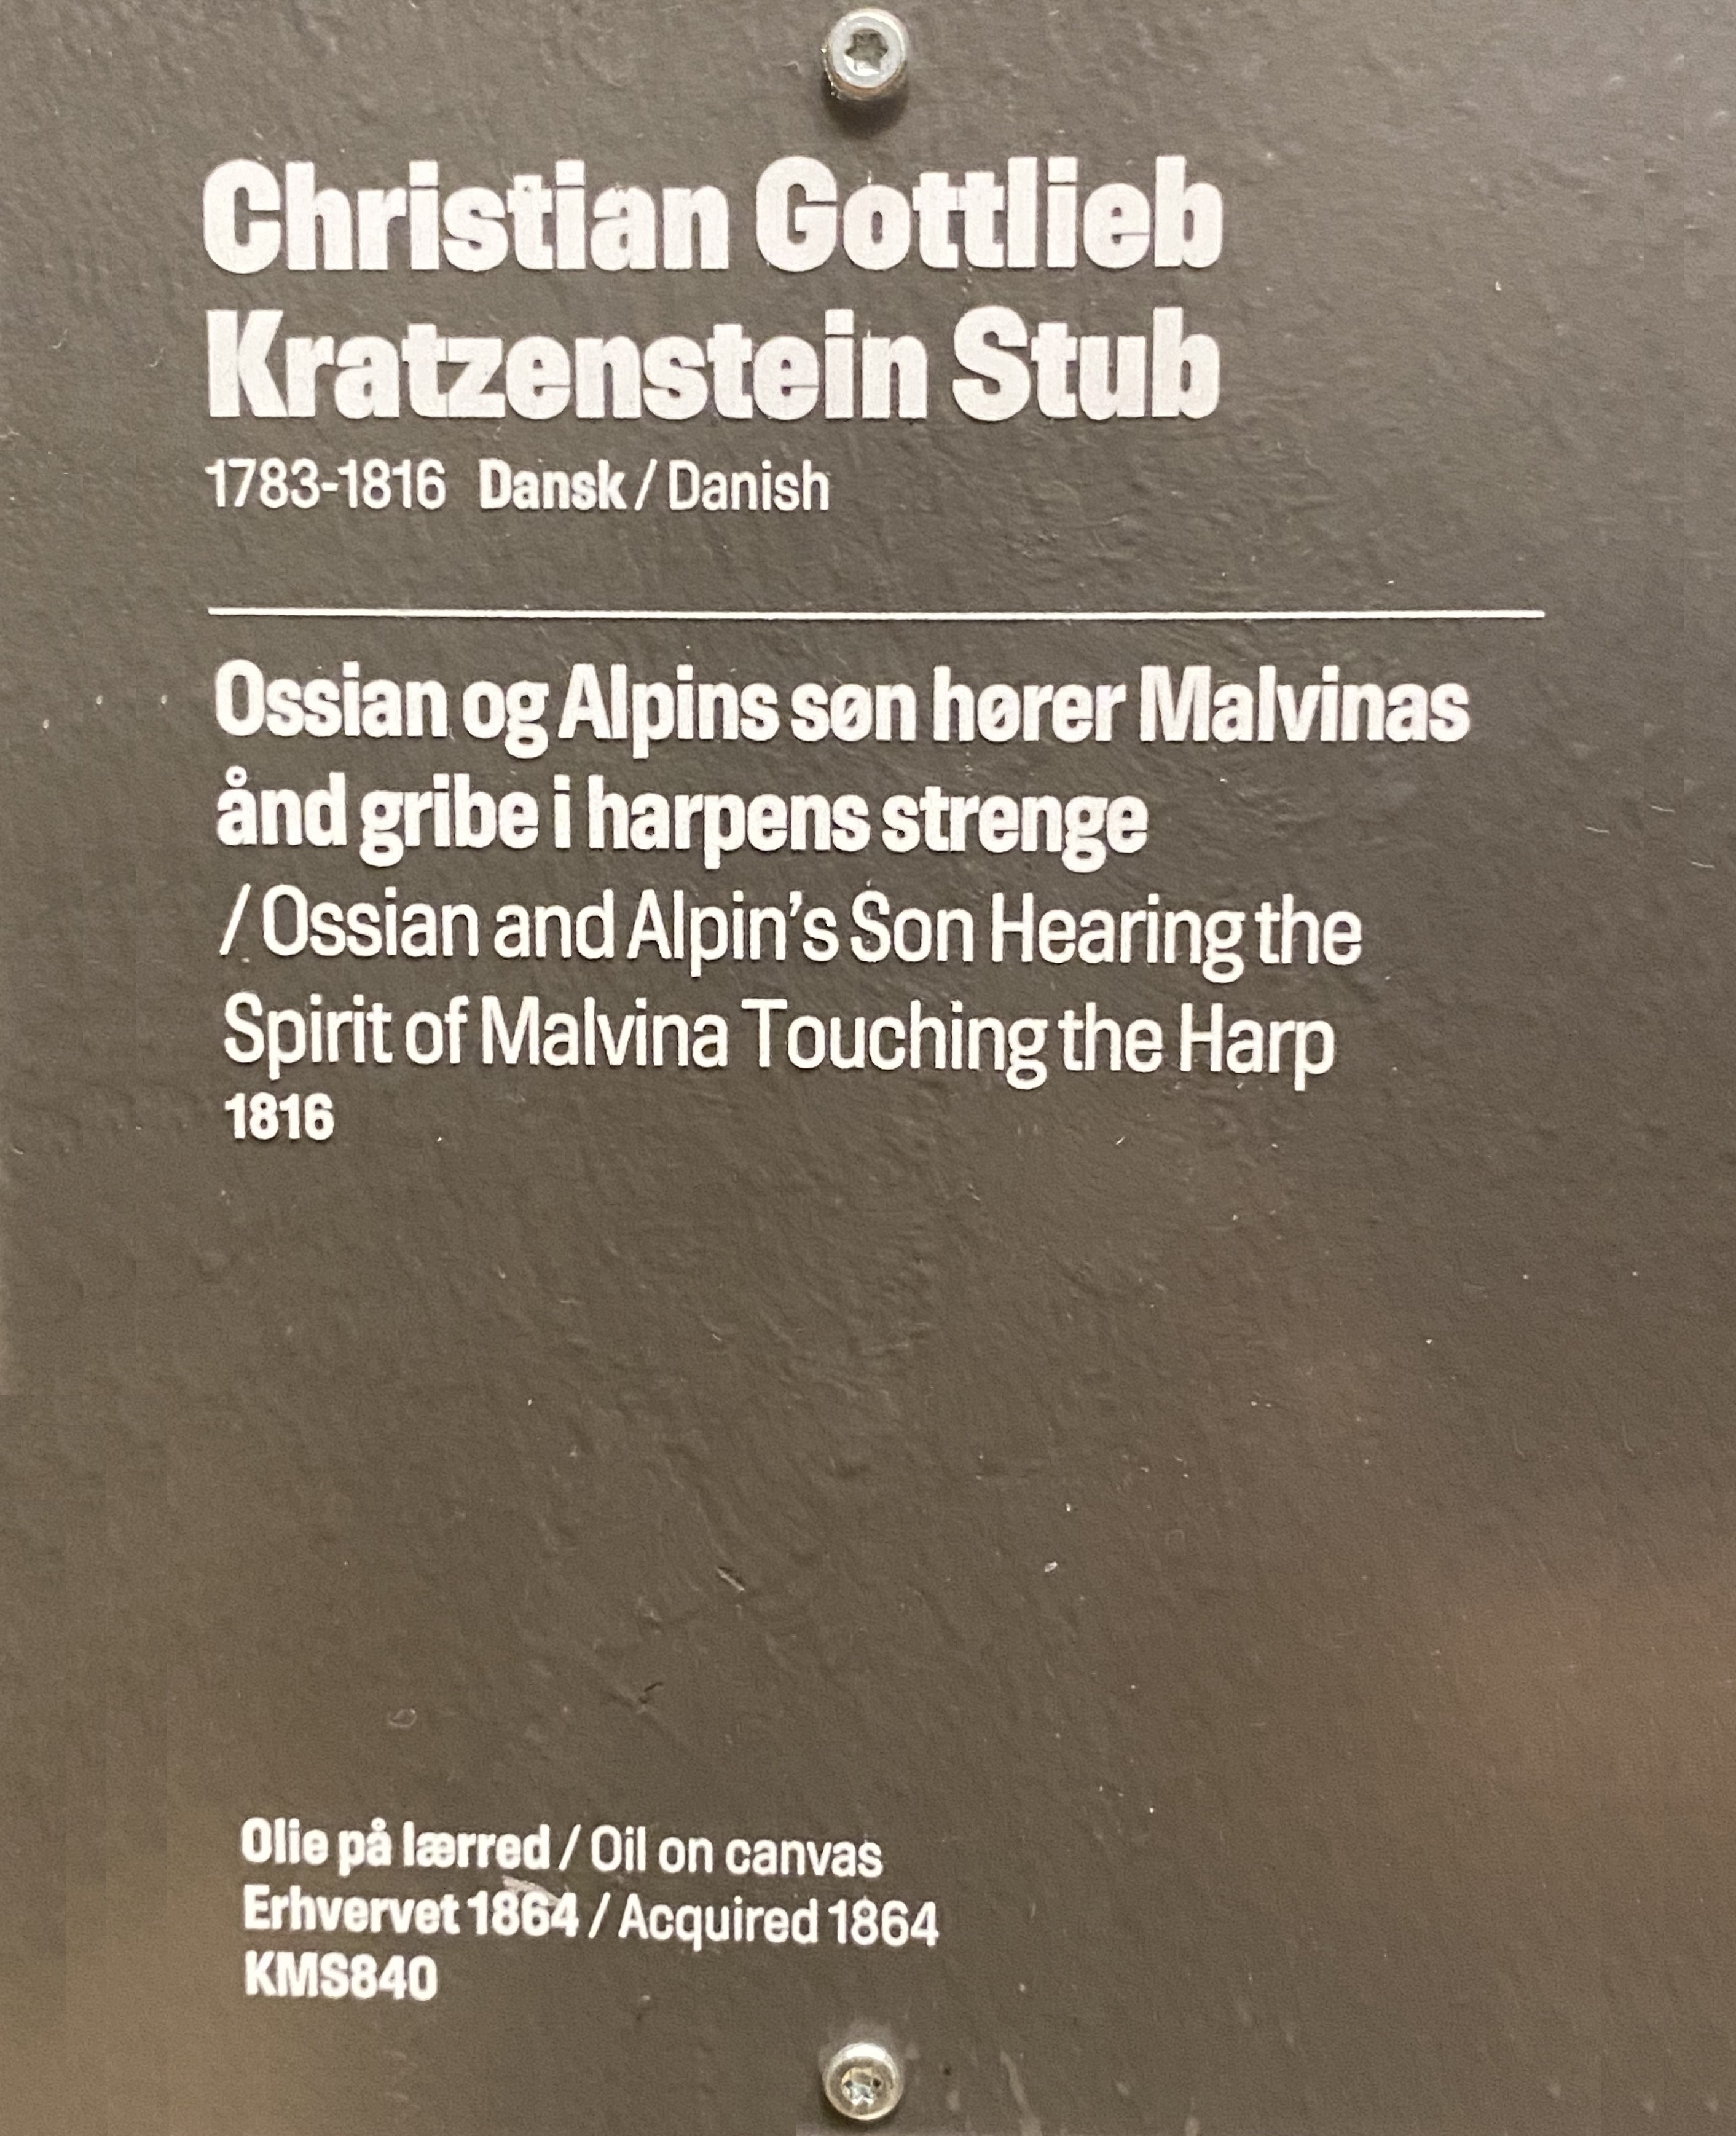 Christian Gottlieb
Kratzenstein Stub
1783-1816 Dansk / Danish
Ossian og Alpins søn hører Malvinas
ånd gribe i harpens strenge
/ Ossian and Alpin’s Son Hearing the
Spirit of Malvina Touching the Harp
1816
Olie på lærred / Oil on canvas
Erhvervet 1864 / Acquired 1864
KMS840